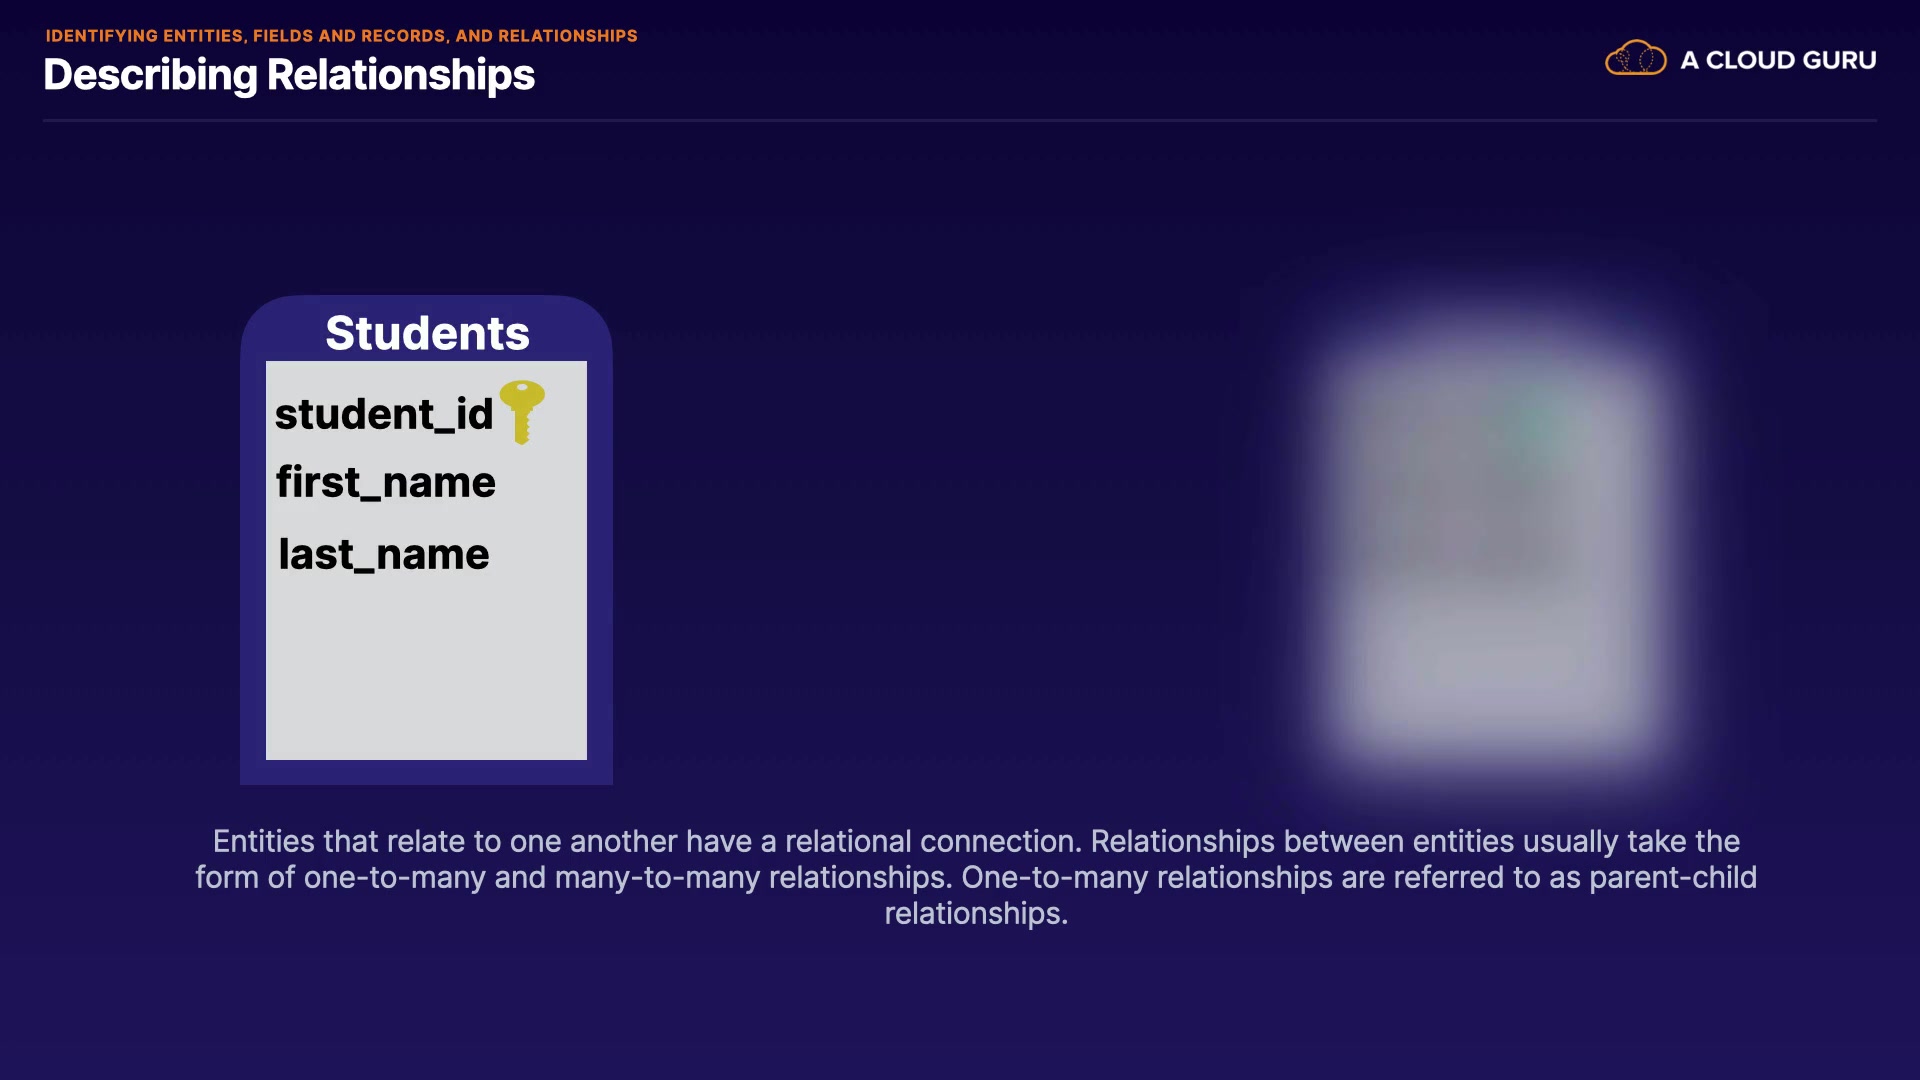 IDENTIFYING ENTITIES, FIELDS AND RECORDS, AND RELATIONSHIPS
Describing Relationships
A CLOUD GURU
Students
student_id
first_name
last_name
Entities that relate to one another have a relational connection. Relationships between entities usually take the
form of one-to-many and many-to-many relationships. One-to-many relationships are referred to as parent-child
relationships.